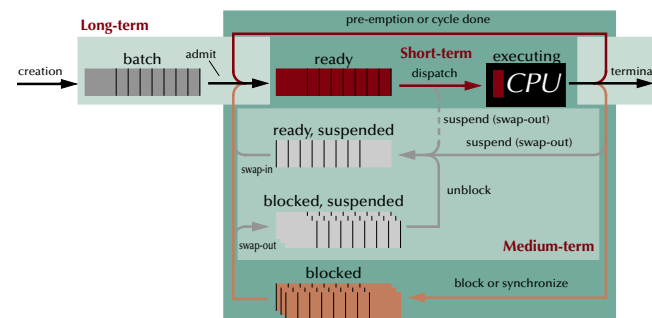 pre-emption or cycle done
Long-term
Short-term
batch
admit
ready
dispatch
executing
creation
CPU
termina
suspend (swap-out)
ready, suspended
suspend (swap-out)
swap-in
unblock
blocked, suspended
swap-out
Medium-term
blocked
block or synchronize